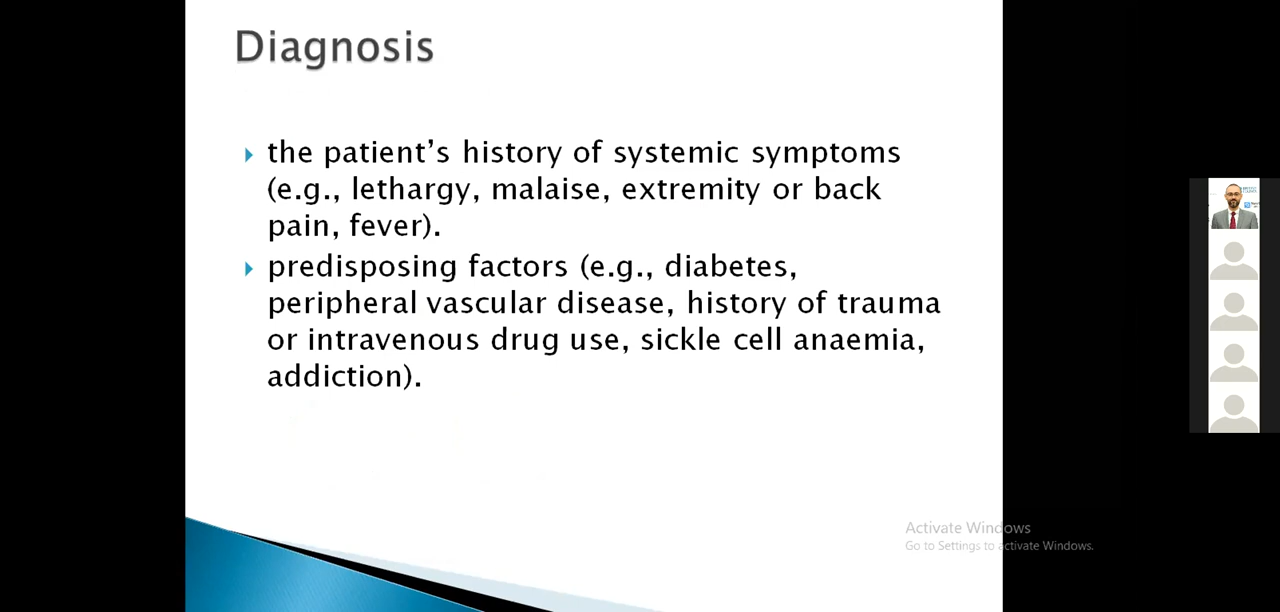 Diagnosis
the patient's history of systemic symptoms
(e.g., lethargy, malaise, extremity or back
pain, fever).
predisposing factors (e.g., diabetes,
peripheral vascular disease, history of trauma
or intravenous drug use, sickle cell anaemia,
addiction).
Activate Windows
Go to Settings to activate Windows.